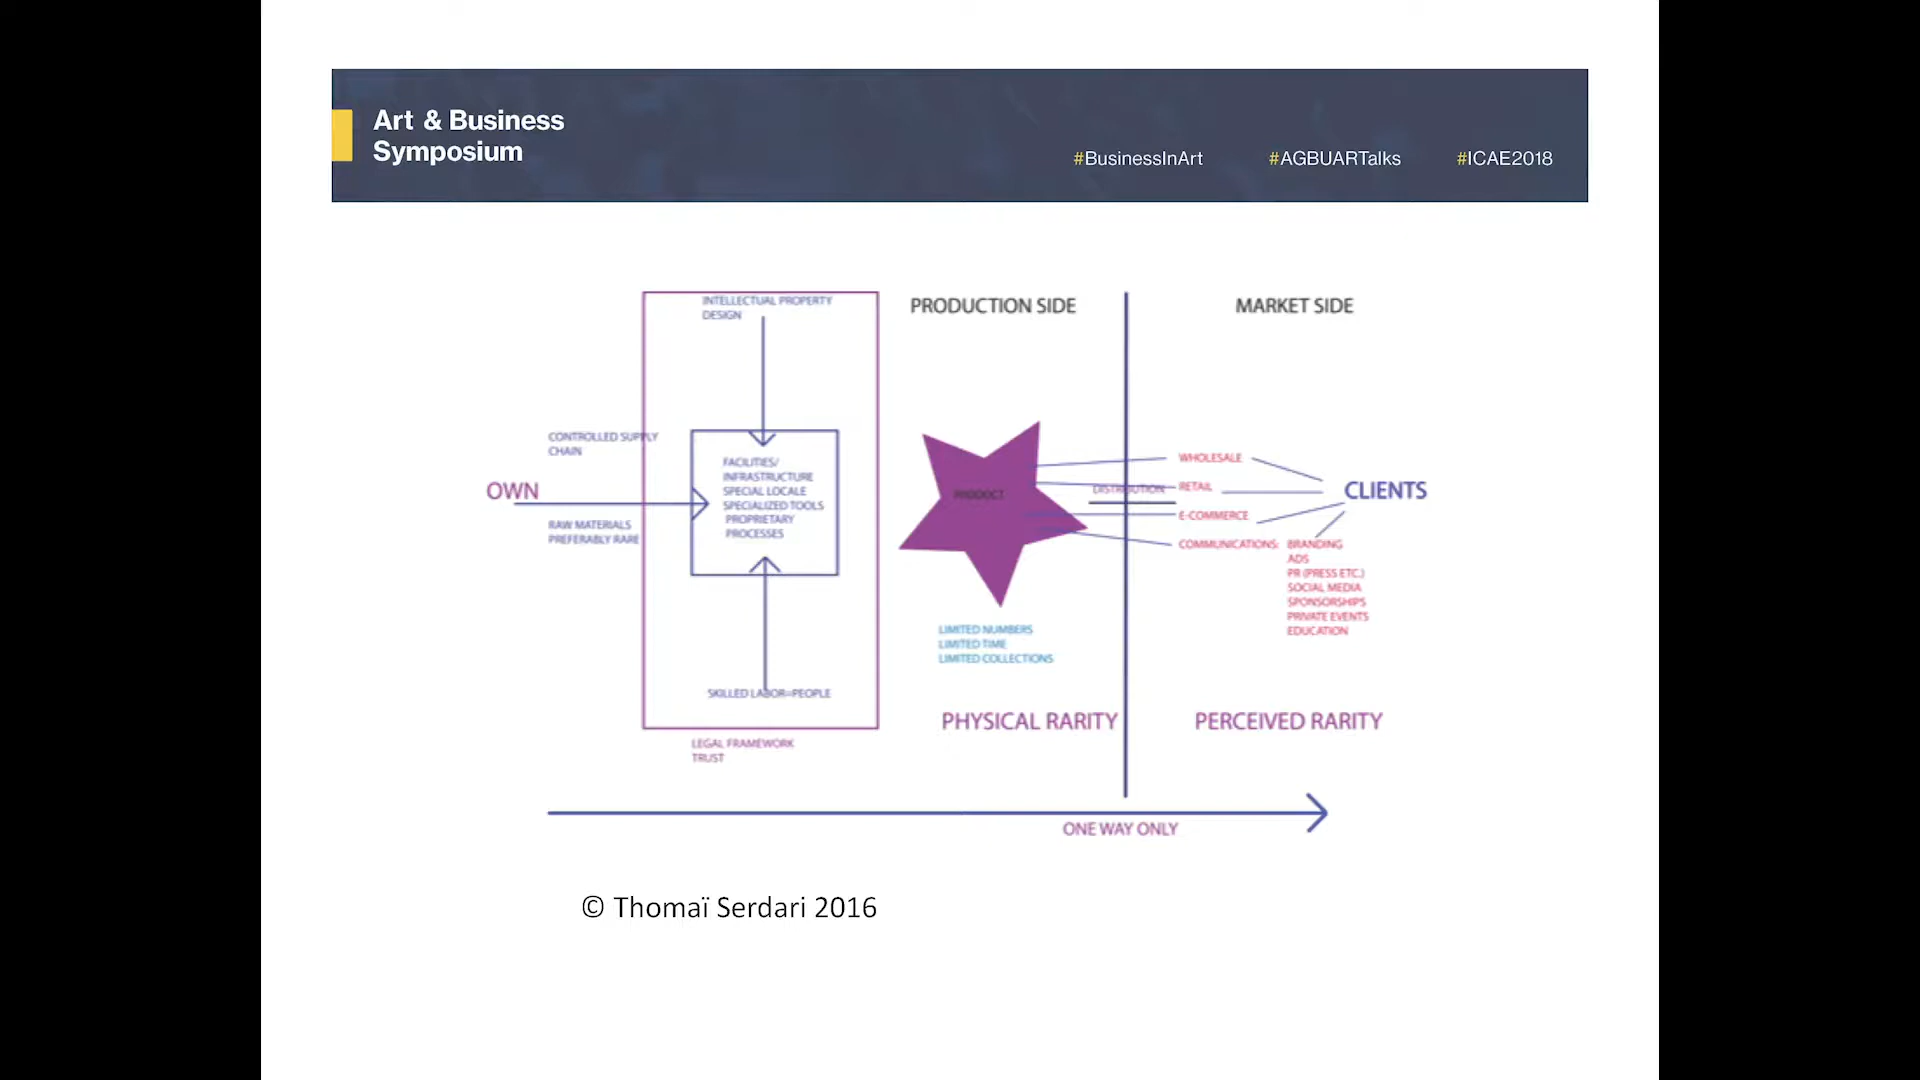 Art & Business
Symposium
#BusinessInArt
#AGBUARTalks
#ICAE2018
INTELLECTUAL PROPERTY
DESIGN
PRODUCTION SIDE
MARKET SIDE
CONTROLLED SUPPLY
CHAIN
OWN
RAW MATERIALS
PREFERABLY RARE
FACILITIES/
INFRASTRUCTURE
SPECIAL LOCALE
SPECIALIZED TOOLS
PROPRIETARY
PROCESSES
SKILLED LABOR=PEOPLE
LEGAL FRAMEWORK
TRUST
PRODUCT
LIMITED NUMBERS
LIMITED TIME
LIMITED COLLECTIONS
PHYSICAL RARITY
DISTRIBUTION
WHOLESALE
RETAIL
E-COMMERCE
COMMUNICATIONS: BRANDING
ADS
PR (PRESS ETC.)
SOCIAL MEDIA
SPONSORSHIPS
PRIVATE EVENTS
EDUCATION
CLIENTS
PERCEIVED RARITY
ONE WAY ONLY
© Thomaï Serdari 2016